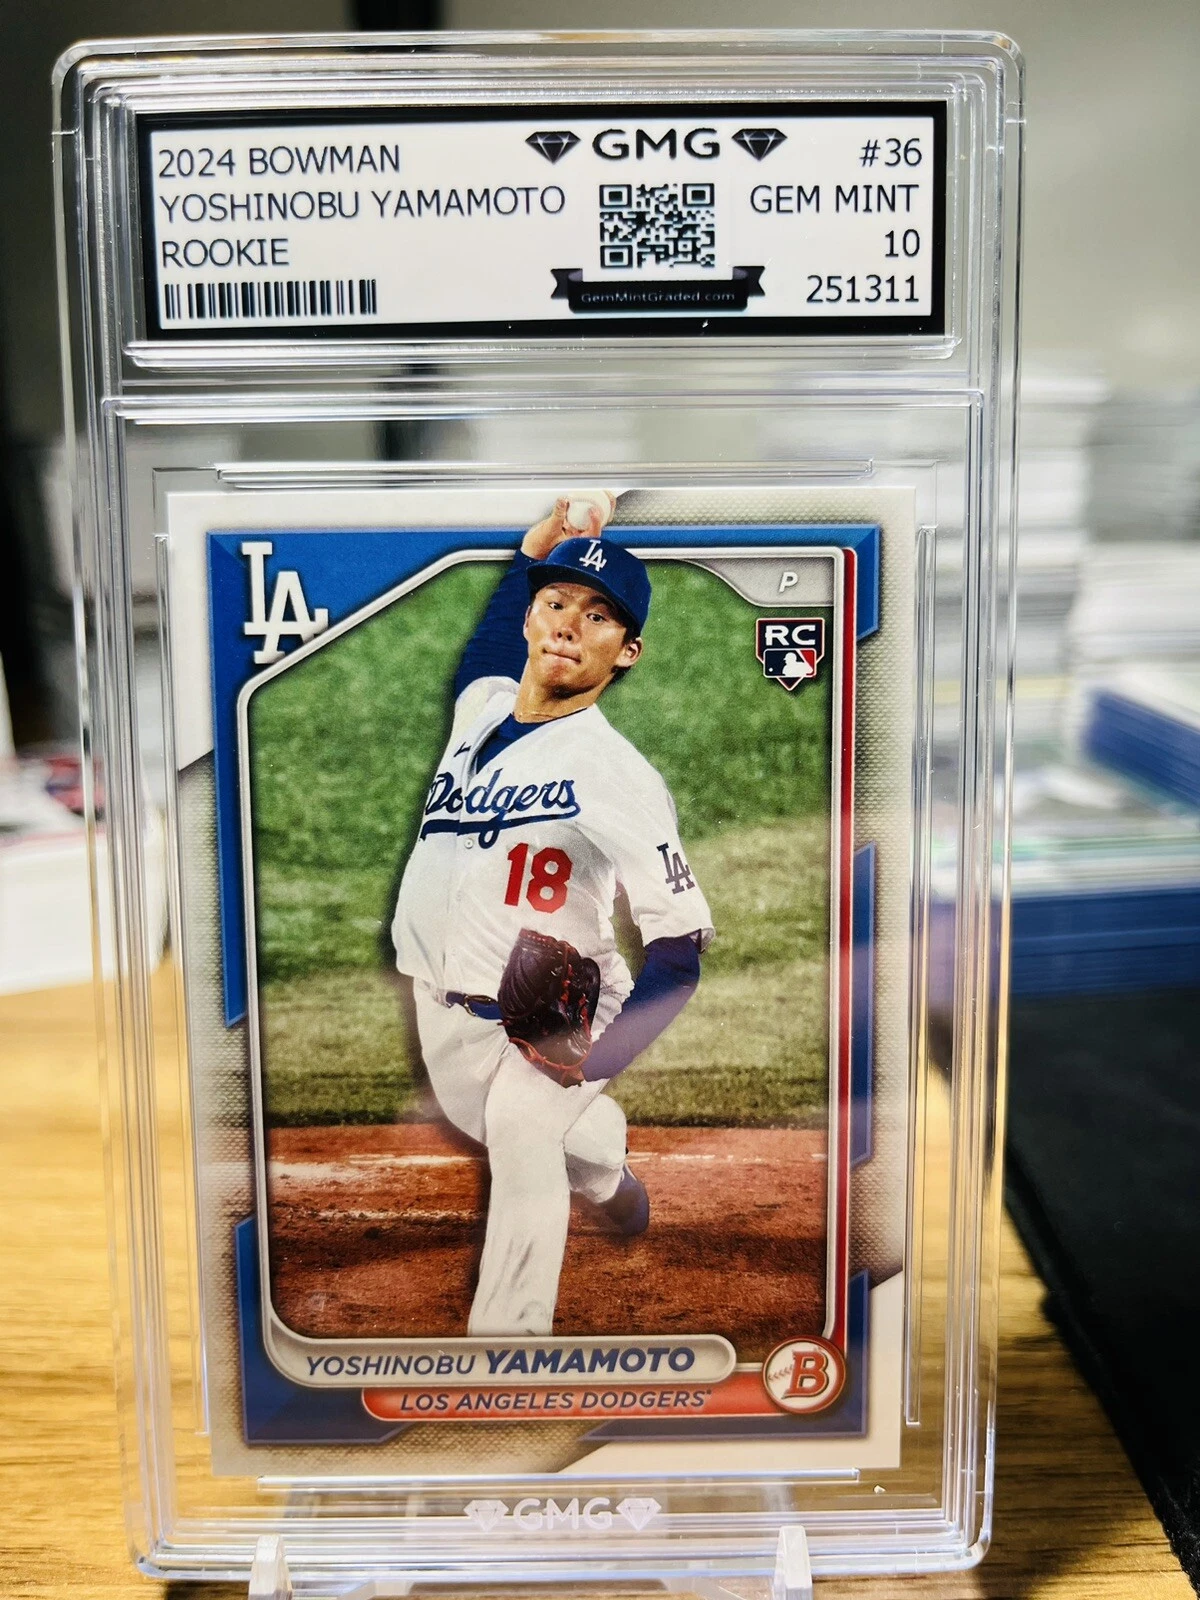 2024 BOWMAN
YOSHINOBU YAMAMOTO
ROOKIE
GMG
GemMintGraded.com
#36
GEM MINT
10
251311
LA
LA
P
RC
Dodgers
18
LA
YOSHINOBU YAMAMOTO
LOS ANGELES DODGERS
B
GMG